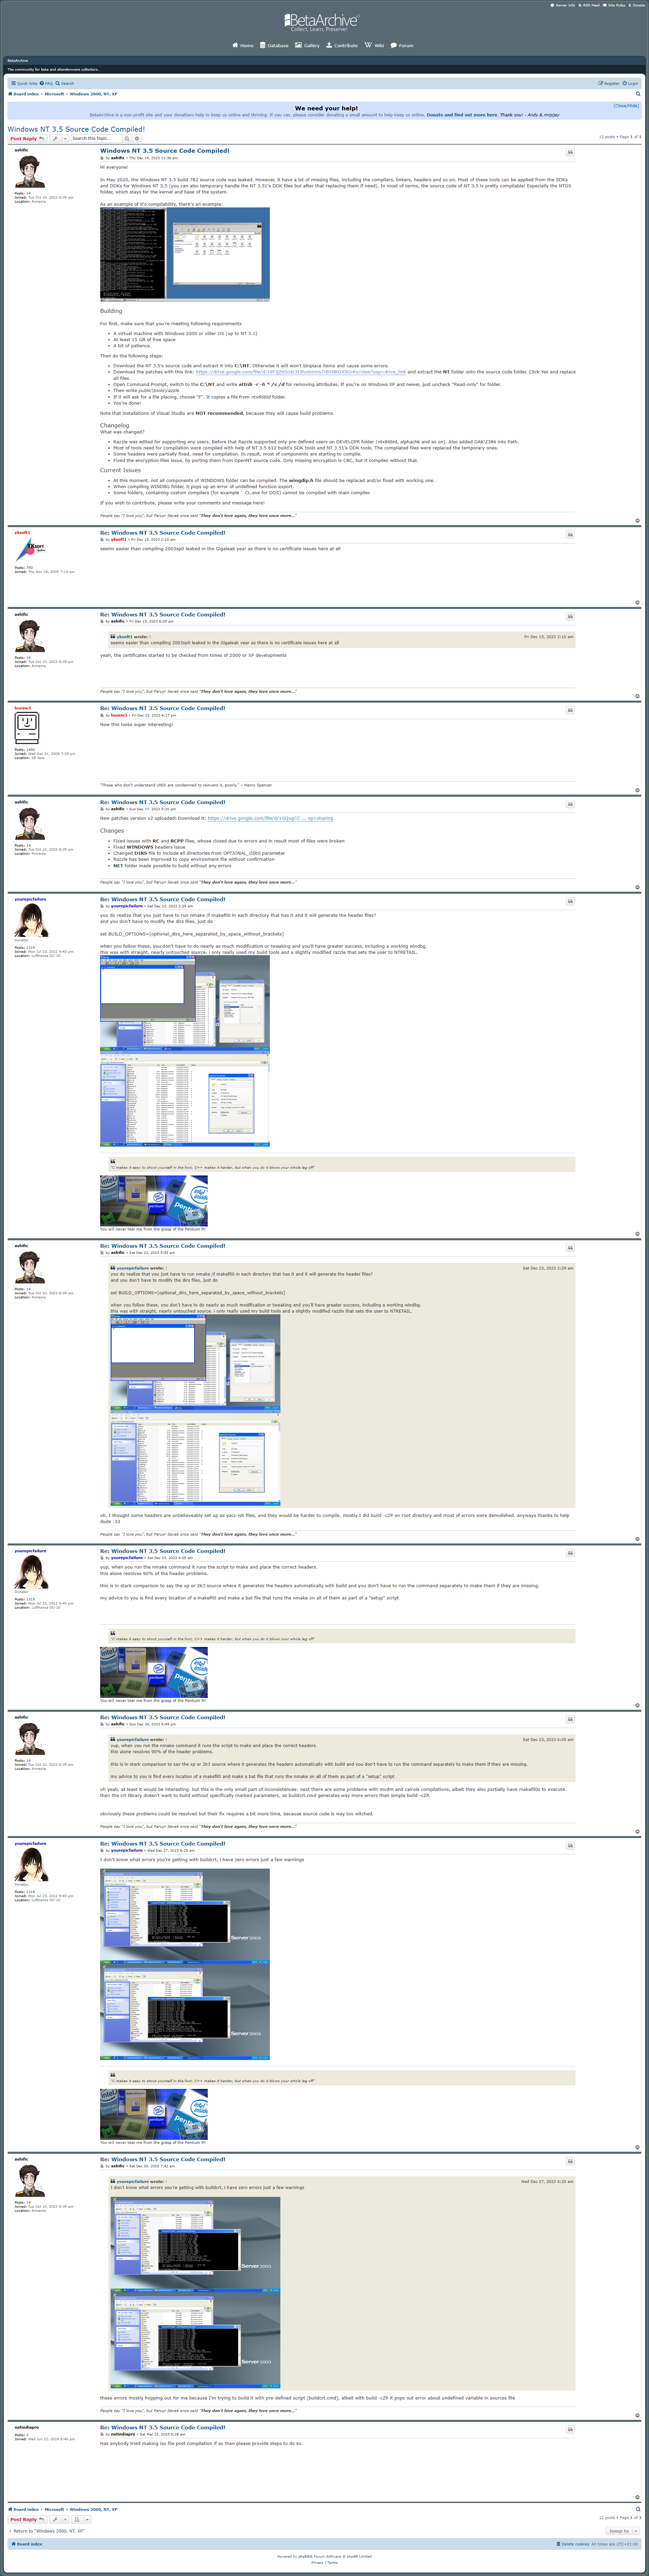 Server Info RSS Feed Site Rules Donate
BetaArchive
Collect, Learn, Preserve!
Home Database Gallery Contribute Wiki Forum
BetaArchive
The community for beta and abandonware collectors.
Quick links FAQ Search Register Login
Board index Microsoft Windows 2000, NT, XP
We need your help! [Close/Hide]
BetaArchive is a non profit site and your donations help to keep us online and thriving. If you can, please consider donating a small amount to help keep us online. Donate and find out more here. Thank you! - Andy & mrpijey
Windows NT 3.5 Source Code Compiled!
Post Reply Search this topic... 12 posts • Page 1 of 1
ashific
Posts: 14
Joined: Tue Oct 10, 2023 8:39 am
Location: Armenia
Windows NT 3.5 Source Code Compiled!
by ashific » Thu Dec 14, 2023 11:36 am
Hi everyone!
In May 2020, the Windows NT 3.5 build 782 source code was leaked. However, it have a lot of missing files, including the compilers, linkers, headers and so on. Most of these tools can be applied from the SDKs
and DDKs for Windows NT 3.5 (you can also temporary handle the NT 3.51's DDK files but after that replacing them if need). In most of terms, the source code of NT 3.5 is pretty compilable! Especially the NTOS
folder, which stays for the kernel and base of the system.
As an example of it's compilability, there's an example:
Building
For first, make sure that you're meeting following requirements
• A virtual machine with Windows 2000 or older OS (up to NT 3.1)
• At least 15 GB of free space
• A bit of patience.
Then do the following steps:
• Download the NT 3.5's source code and extract it into C:\NT. Otherwise it will won't possible replace items and cause some errors.
• Download the patches with this link: and extract the NT folder onto the source code folder. Click Yes and replace
all files.
• Open Command Prompt, switch to the C:\NT and write attrib -r -h * /s /d for removing attributes. If you're on Windows XP and newer, just uncheck "Read-only" for folder.
• Then write public\tools\razzle
• If it will ask for a file placing, choose "F". It copies a file from ntx86bld folder.
• You're done!
Note that installations of Visual Studio are NOT recommended, because they will cause build problems.
Changelog
What was changed?
• Razzle was edited for supporting any users. Before that Razzle supported only pre-defined users on DEVELOPR folder (ntx86bld, alphachk and so on). Also added OAK\I386 into Path.
• Most of tools need for compilation were compiled with help of NT 3.5 612 build's SDK tools and NT 3.51's DDK tools. The compilated files were replaced the temporary ones.
• Some headers were partially fixed, need for compilation. In result, most of components are starting to compile.
• Fixed the encryption files issue, by porting them from OpenNT source code. Only missing encryption is CBC, but it compiles without that.
Current Issues
• At this moment, not all components of WINDOWS folder can be compiled. The wingdip.h file should be replaced and/or fixed with working one.
• When compiling WINDBG folder, it pops up an error of undefined function export.
• Some folders, containing custom compilers (for example CL.exe for DOS) cannot be compiled with main compiler.
If you wish to contribute, please write your comments and message here!
People say "I love you", but Paruyr Sevak once said "They don't love again, they love once more..."
yksoft1
Posts: 750
Re: Windows NT 3.5 Source Code Compiled!
by yksoft1 » Fri Dec 15, 2023 2:10 am
seems easier than compiling 2003sp0 leaked in the Gigaleak year as there is no certificate issues here at all
ashific
Posts: 14
Joined: Tue Oct 10, 2023 8:39 am
Location: Armenia
Re: Windows NT 3.5 Source Code Compiled!
by ashific » Fri Dec 15, 2023 6:09 am
yksoft1 wrote: ↑ Fri Dec 15, 2023 2:10 am
seems easier than compiling 2003sp0 leaked in the Gigaleak year as there is no certificate issues here at all
yeah, the certificates started to be checked from times of 2000 or XP developments
People say "I love you", but Paruyr Sevak once said "They don't love again, they love once more..."
louisw3
Re: Windows NT 3.5 Source Code Compiled!
by louisw3 » Fri Dec 15, 2023 4:17 pm
Now this looks super interesting!
"Those who don't understand UNIX are condemned to reinvent it, poorly." – Henry Spencer
ashific
Posts: 14
Joined: Tue Oct 10, 2023 8:39 am
Location: Armenia
Re: Windows NT 3.5 Source Code Compiled!
by ashific » Sun Dec 17, 2023 3:20 pm
New patches version v2 uploaded! Download it:
Changes
• Fixed issues with RC and RCPP files, whose closed due to errors and in result most of files were broken
• Fixed WINDOWS headers issue
• Changed DIRS file to include all directories from OPTIONAL_DIRS parameter
• Razzle has been improved to copy environment file without confirmation
• NET folder made possible to build without any errors
People say "I love you", but Paruyr Sevak once said "They don't love again, they love once more..."
yourepicfailure
Donator
Posts: 1319
Joined: Mon Jul 23, 2012 9:40 pm
Location: Lufthansa DC-10
Re: Windows NT 3.5 Source Code Compiled!
by yourepicfailure » Sat Dec 23, 2023 2:29 am
you do realize that you just have to run nmake /f makefil0 in each directory that has it and it will generate the header files?
and you don't have to modify the dirs files, just do
set BUILD_OPTIONS=[optional_dirs_here_separated_by_space_without_brackets]
when you follow these, you don't have to do nearly as much modification or tweaking and you'll have greater success, including a working windbg.
this was with straight, nearly untouched source. i only really used my build tools and a slightly modified razzle that sets the user to NTRETAIL.
"C makes it easy to shoot yourself in the foot; C++ makes it harder, but when you do it blows your whole leg off"
You will never tear me from the grasp of the Pentium M!
ashific
Posts: 14
Joined: Tue Oct 10, 2023 8:39 am
Location: Armenia
Re: Windows NT 3.5 Source Code Compiled!
by ashific » Sat Dec 23, 2023 5:53 am
yourepicfailure wrote: ↑ Sat Dec 23, 2023 2:29 am
you do realize that you just have to run nmake /f makefil0 in each directory that has it and it will generate the header files?
and you don't have to modify the dirs files, just do
set BUILD_OPTIONS=[optional_dirs_here_separated_by_space_without_brackets]
when you follow these, you don't have to do nearly as much modification or tweaking and you'll have greater success, including a working windbg.
this was with straight, nearly untouched source. i only really used my build tools and a slightly modified razzle that sets the user to NTRETAIL.
oh, i thought some headers are unbelieveably set up as yacc-ish files, and they would be harder to compile. mostly I did build -cZP on root directory and most of errors were demolished. anyways thanks to help
dude :33
People say "I love you", but Paruyr Sevak once said "They don't love again, they love once more..."
yourepicfailure
Donator
Posts: 1319
Joined: Mon Jul 23, 2012 9:40 pm
Location: Lufthansa DC-10
Re: Windows NT 3.5 Source Code Compiled!
by yourepicfailure » Sat Dec 23, 2023 6:05 am
yup, when you run the nmake command it runs the script to make and place the correct headers.
this alone resolves 90% of the header problems.
this is in stark comparison to say the xp or 2k3 source where it generates the headers automatically with build and you don't have to run the command separately to make them if they are missing.
my advice to you is find every location of a makefil0 and make a bat file that runs the nmake on all of them as part of a "setup" script
"C makes it easy to shoot yourself in the foot; C++ makes it harder, but when you do it blows your whole leg off"
You will never tear me from the grasp of the Pentium M!
ashific
Posts: 14
Joined: Tue Oct 10, 2023 8:39 am
Location: Armenia
Re: Windows NT 3.5 Source Code Compiled!
by ashific » Sun Dec 24, 2023 5:49 pm
yourepicfailure wrote: ↑ Sat Dec 23, 2023 6:05 am
yup, when you run the nmake command it runs the script to make and place the correct headers.
this alone resolves 90% of the header problems.
this is in stark comparison to say the xp or 2k3 source where it generates the headers automatically with build and you don't have to run the command separately to make them if they are missing.
my advice to you is find every location of a makefil0 and make a bat file that runs the nmake on all of them as part of a "setup" script
oh yeah, at least it would be interesting. but this is the only small part of inconsistences: next there are some problems with mvdm and cairole compilations, albeit they also partially have makefil0s to execute,
then the crt library doesn't want to build without specifically marked parameters, as buildcrt.cmd generates way more errors than simple build -cZP.
obviously these problems could be resolved but their fix requires a bit more time, because source code is way too witched.
People say "I love you", but Paruyr Sevak once said "They don't love again, they love once more..."
yourepicfailure
Donator
Posts: 1319
Joined: Mon Jul 23, 2012 9:40 pm
Location: Lufthansa DC-10
Re: Windows NT 3.5 Source Code Compiled!
by yourepicfailure » Wed Dec 27, 2023 6:25 am
I don't know what errors you're getting with buildcrt, i have zero errors just a few warnings
Server 2003
Server 2003
"C makes it easy to shoot yourself in the foot; C++ makes it harder, but when you do it blows your whole leg off"
You will never tear me from the grasp of the Pentium M!
ashific
Posts: 14
Joined: Tue Oct 10, 2023 8:39 am
Location: Armenia
Re: Windows NT 3.5 Source Code Compiled!
by ashific » Sat Dec 30, 2023 7:42 am
yourepicfailure wrote: ↑ Wed Dec 27, 2023 6:25 am
I don't know what errors you're getting with buildcrt, i have zero errors just a few warnings
Server 2003
Server 2003
these errors mostly hopping out for me because I'm trying to build it with pre-defined script (buildcrt.cmd), albeit with build -cZP it pops out error about undefined variable in sources file
People say "I love you", but Paruyr Sevak once said "They don't love again, they love once more..."
netindiapro
Re: Windows NT 3.5 Source Code Compiled!
by netindiapro » Sat Mar 22, 2025 6:28 am
Has anybody tried making iso file post compilation if so then please provide steps to do so.
Board index Microsoft Windows 2000, NT, XP
Post Reply 12 posts • Page 1 of 1
Return to "Windows 2000, NT, XP" Jump to
Board index Delete cookies All times are UTC+01:00
Powered by phpBB® Forum Software © phpBB Limited
Privacy | Terms